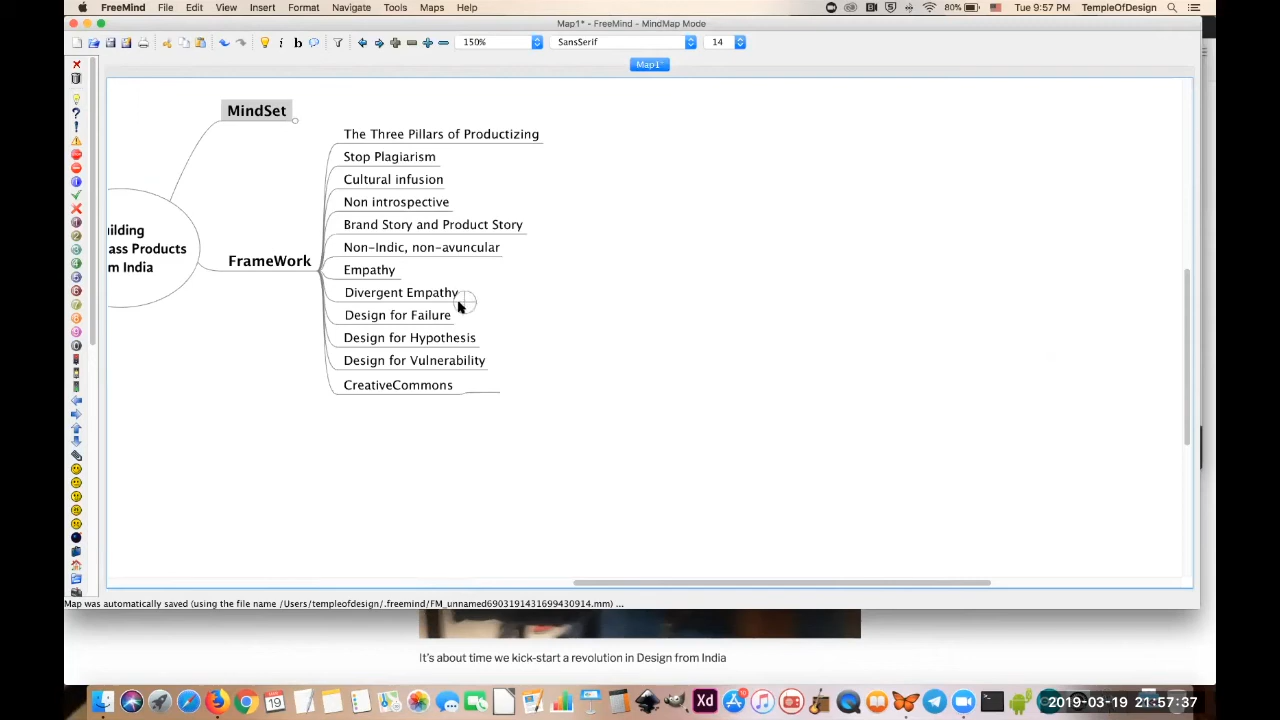 FreeMind File Edit View Insert Format Navigate Tools Maps Help
80% Tue 9:57 PM TempleOfDesign
Map1* - FreeMind - MindMap Mode
150% SansSerif 14
Map1*
MindSet
The Three Pillars of Productizing
Stop Plagiarism
Cultural infusion
Non introspective
Brand Story and Product Story
Non-Indic, non-avuncular
Empathy
Divergent Empathy
Design for Failure
Design for Hypothesis
Design for Vulnerability
CreativeCommons
FrameWork
uilding
ass Products
m India
Map was automatically saved (using the file name /Users/templeofdesign/.freemind/FM_unnamed6903191431699430914.mm) ...
It's about time we kick-start a revolution in Design from India
19
Xd
2019-03-19 21:57:37